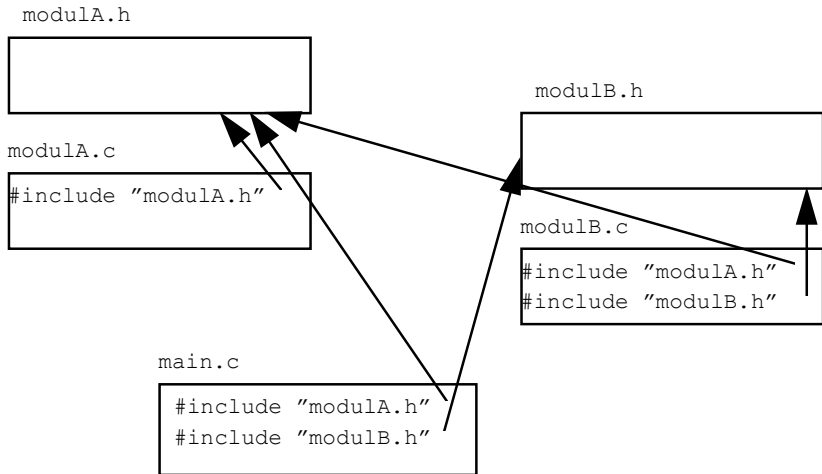 modulA.h
modulB.h
modulA.c
#include ”modulA.h”
modulB.c
#include ”modulA.h”
#include ”modulB.h”
main.c
#include ”modulA.h”
#include ”modulB.h”